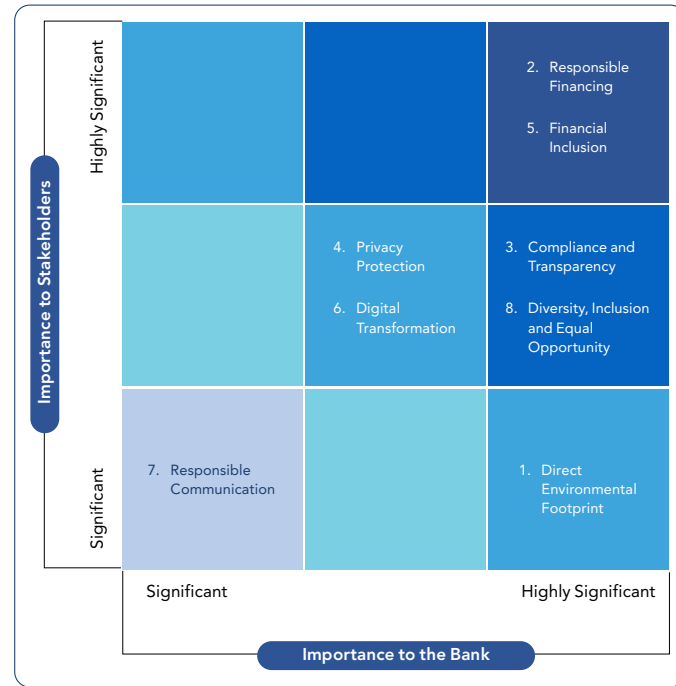 Importance to Stakeholders
Highly Significant
Significant
2. Responsible
Financing
5. Financial
Inclusion
4. Privacy
Protection
6. Digital
Transformation
3. Compliance and
Transparency
8. Diversity, Inclusion
and Equal
Opportunity
7. Responsible
Communication
1. Direct
Environmental
Footprint
Significant
Highly Significant
Importance to the Bank